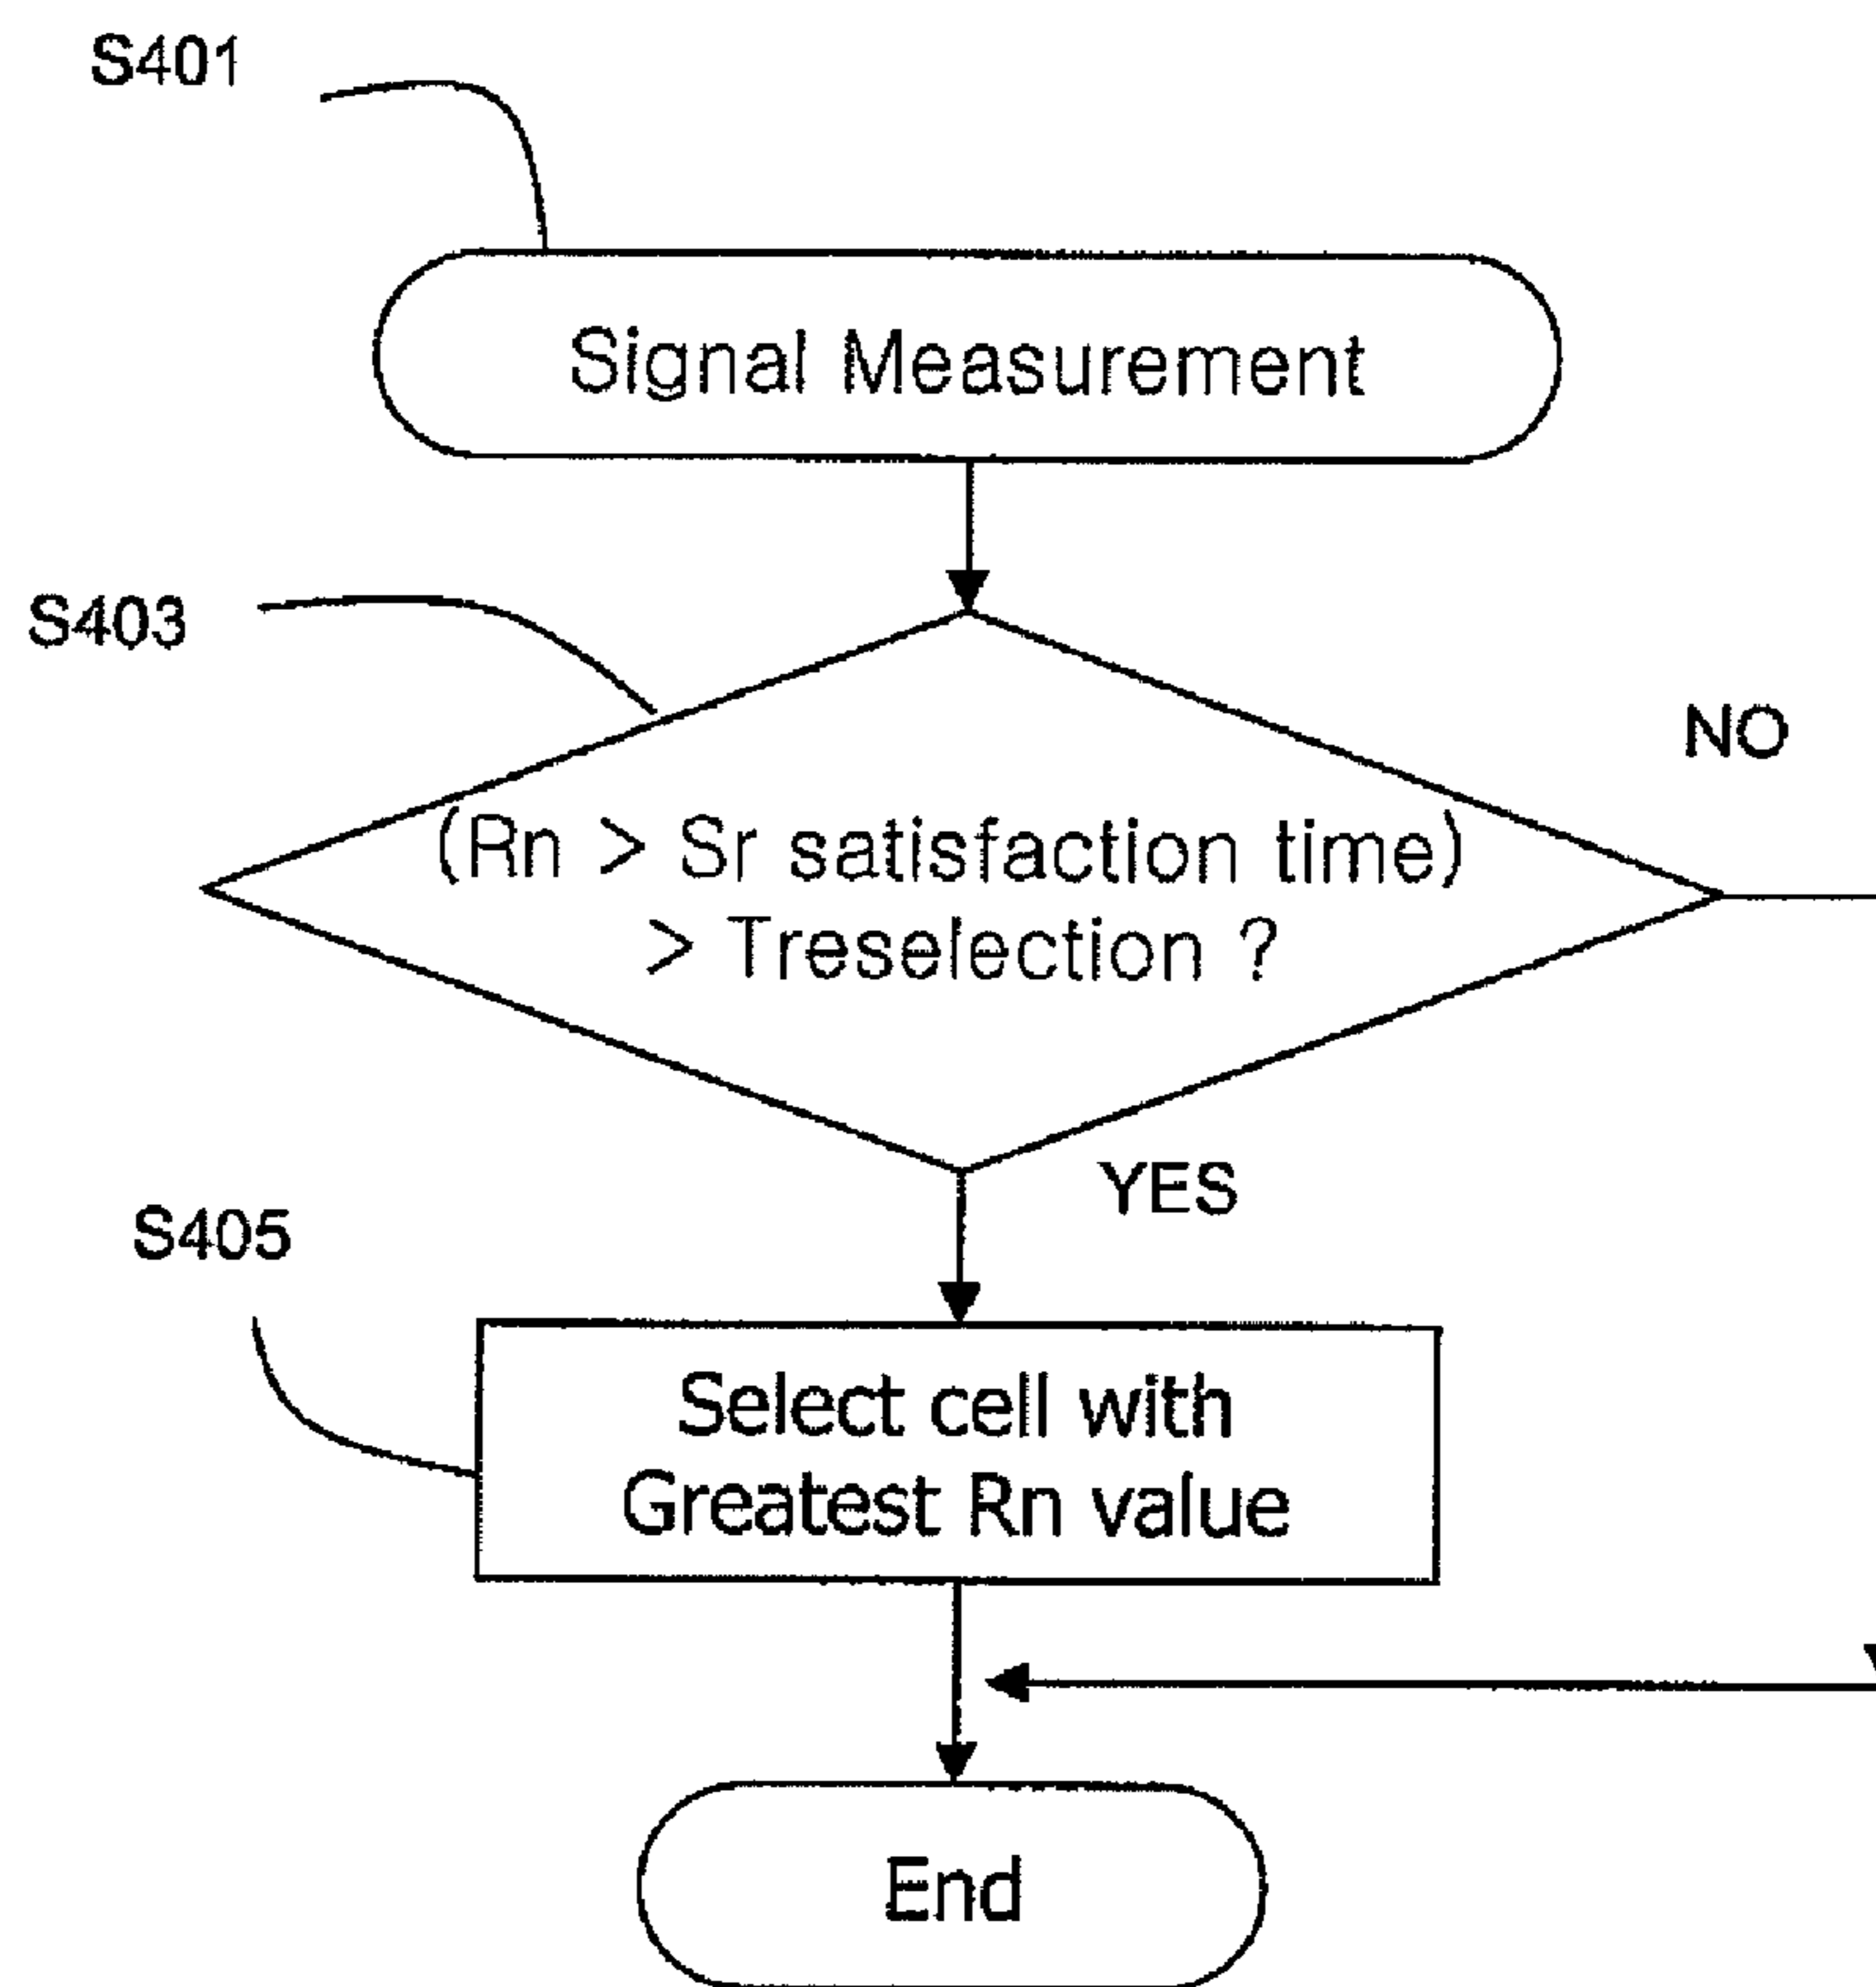 S401
Signal Measurement
S403
NO
(Rn > Sr satisfaction time)
> Treselection ?
YES
S405
Select cell with
Greatest Rn value
End